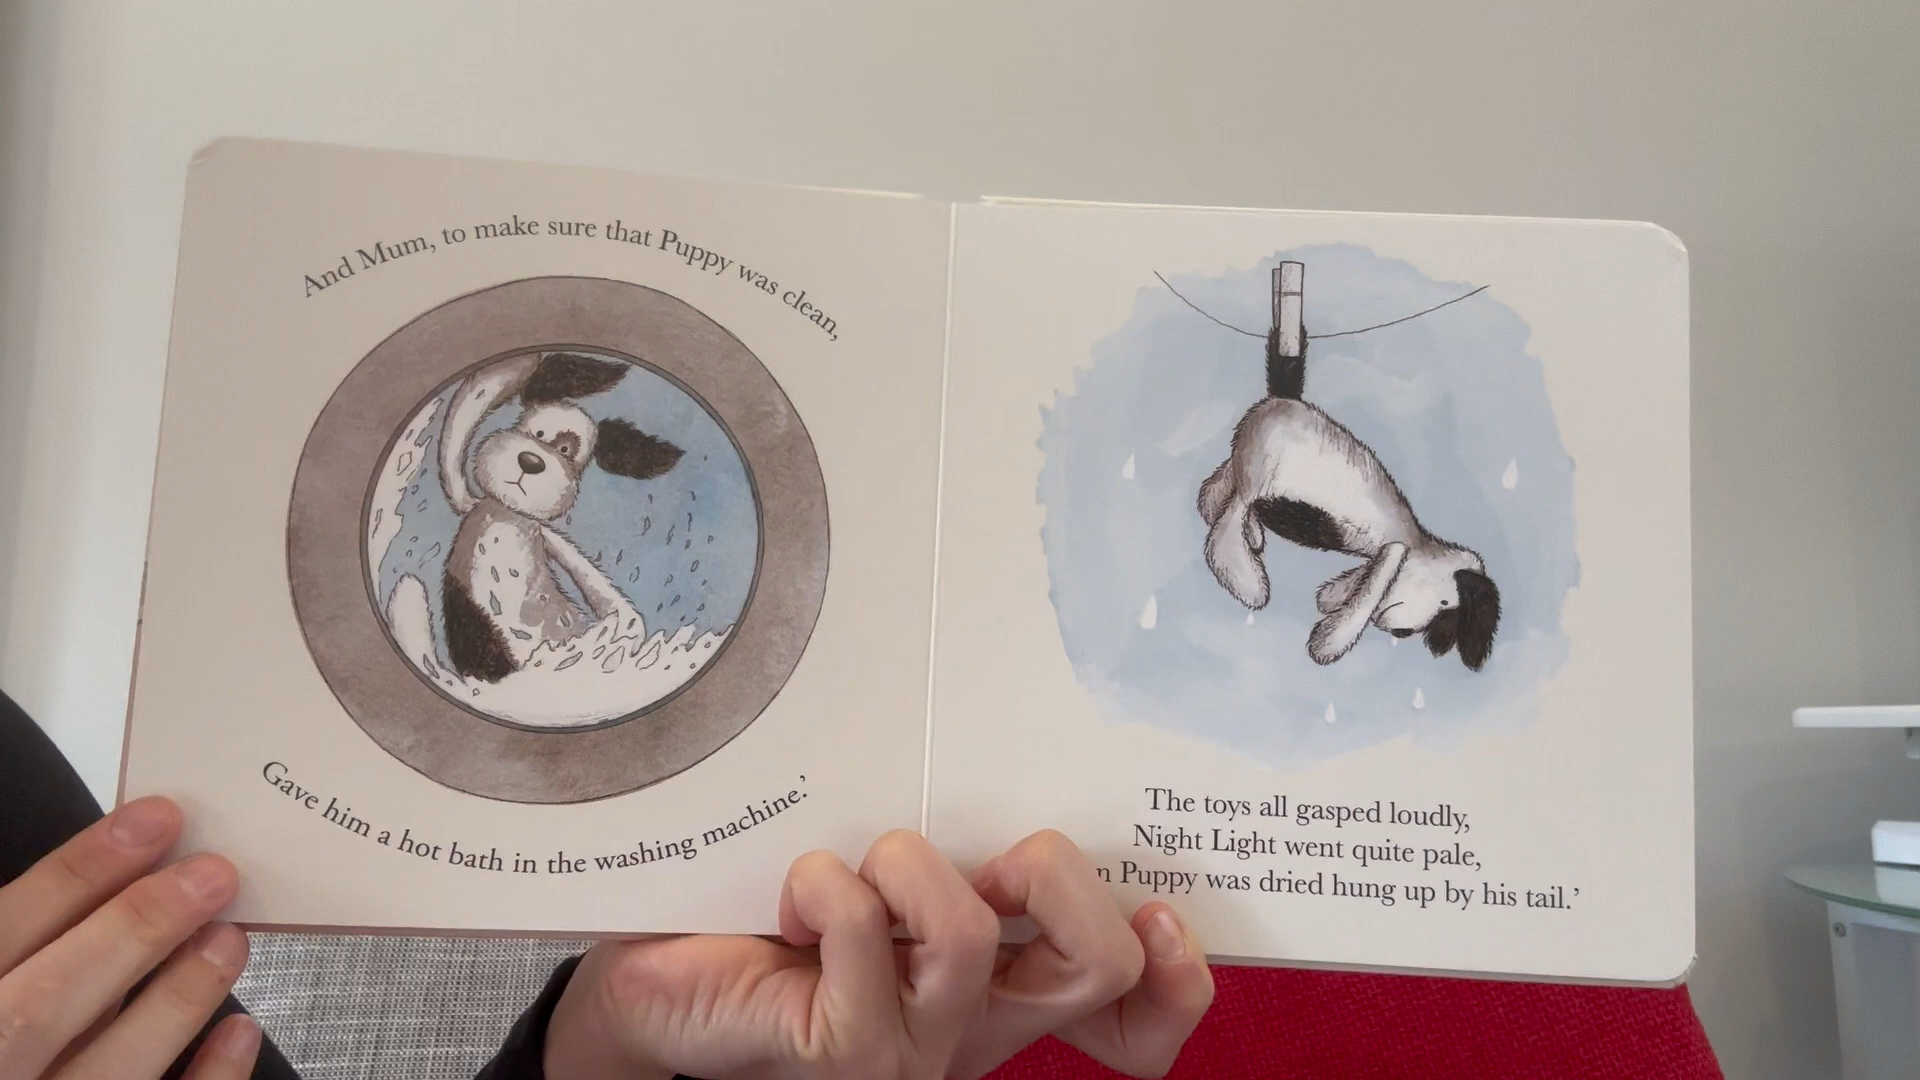 And Mum, to make sure that Puppy was clean,
Gave him a hot bath in the washing machine.’
The toys all gasped loudly,
Night Light went quite pale,
Puppy was dried hung up by his tail.’